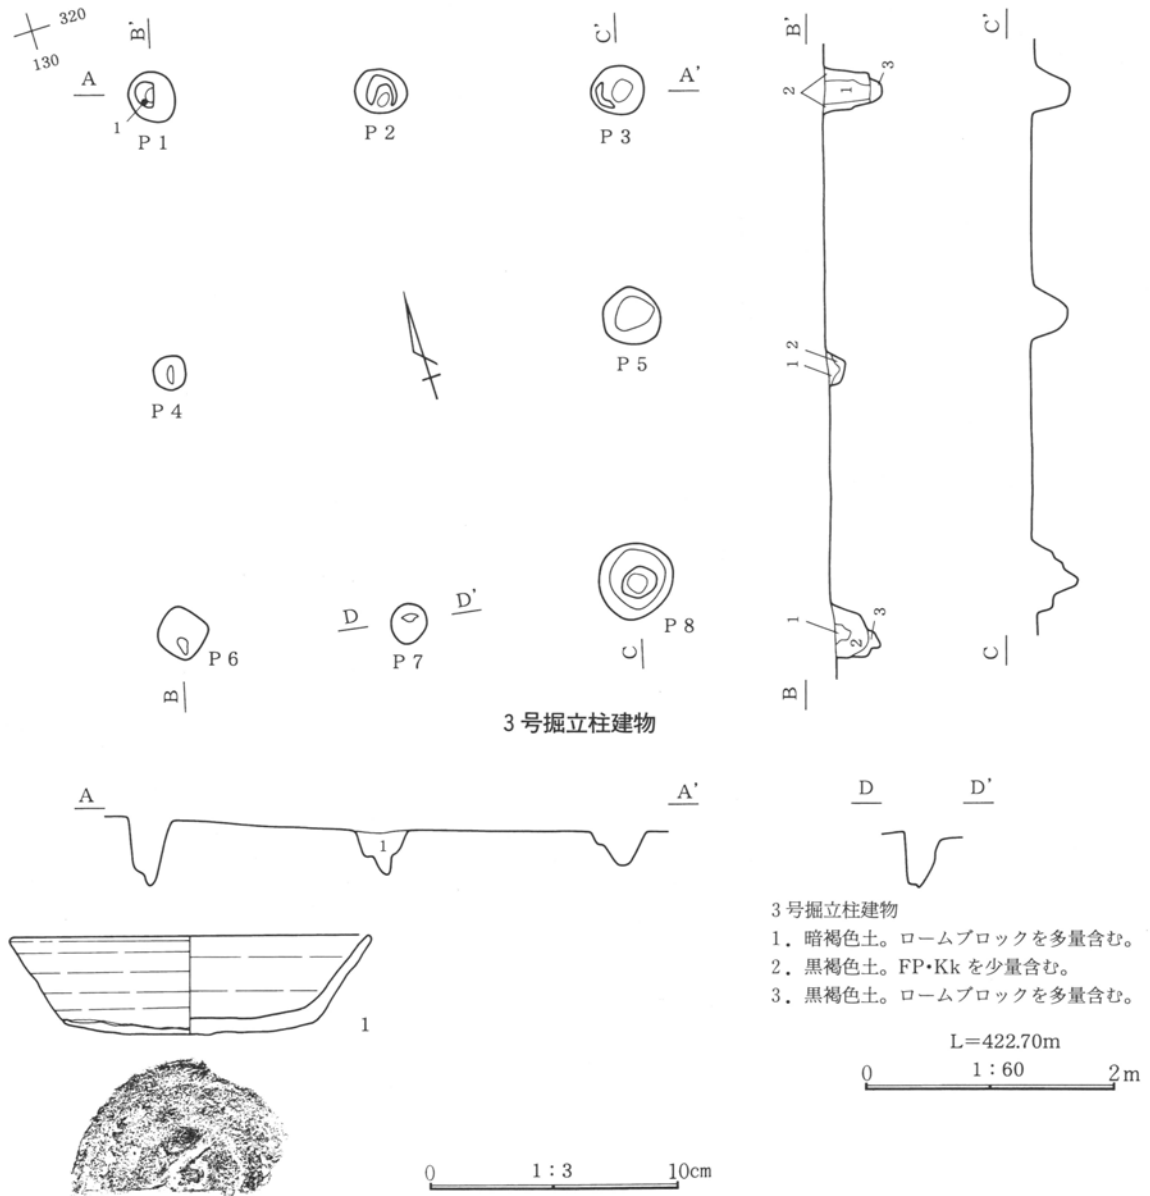 320
130
B'
C'
A
A'
1
P 1
P 2
P 3
P 4
P 5
P 6
P 7
P 8
D
D'
B
C
B'
C'
2
1
3
1 2
1
2
3
B
C
3号掘立柱建物
A
A'
1
D
D'
3号掘立柱建物
1．暗褐色土。ロームブロックを多量含む。
2．黒褐色土。FP・Kkを少量含む。
3．黒褐色土。ロームブロックを多量含む。
L=422.70m
0 1：60 2m
1
0 1：3 10cm